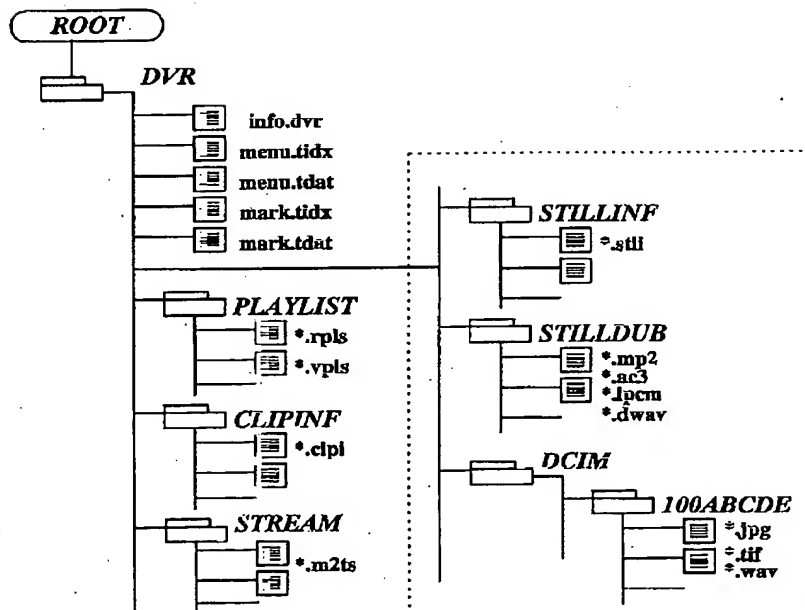 ROOT
DVR
info.dvr
menu.tidx
menu.tdat
mark.tidx
mark.tdat
PLAYLIST
*.rpls
*.vpls
CLIPINF
*.clpi
STREAM
*.m2ts
STILLINF
*.stli
STILLDUB
*.mp2
*.ac3
*.lpcm
*.dwav
DCIM
100ABCDE
*.jpg
*.tif
*.wav